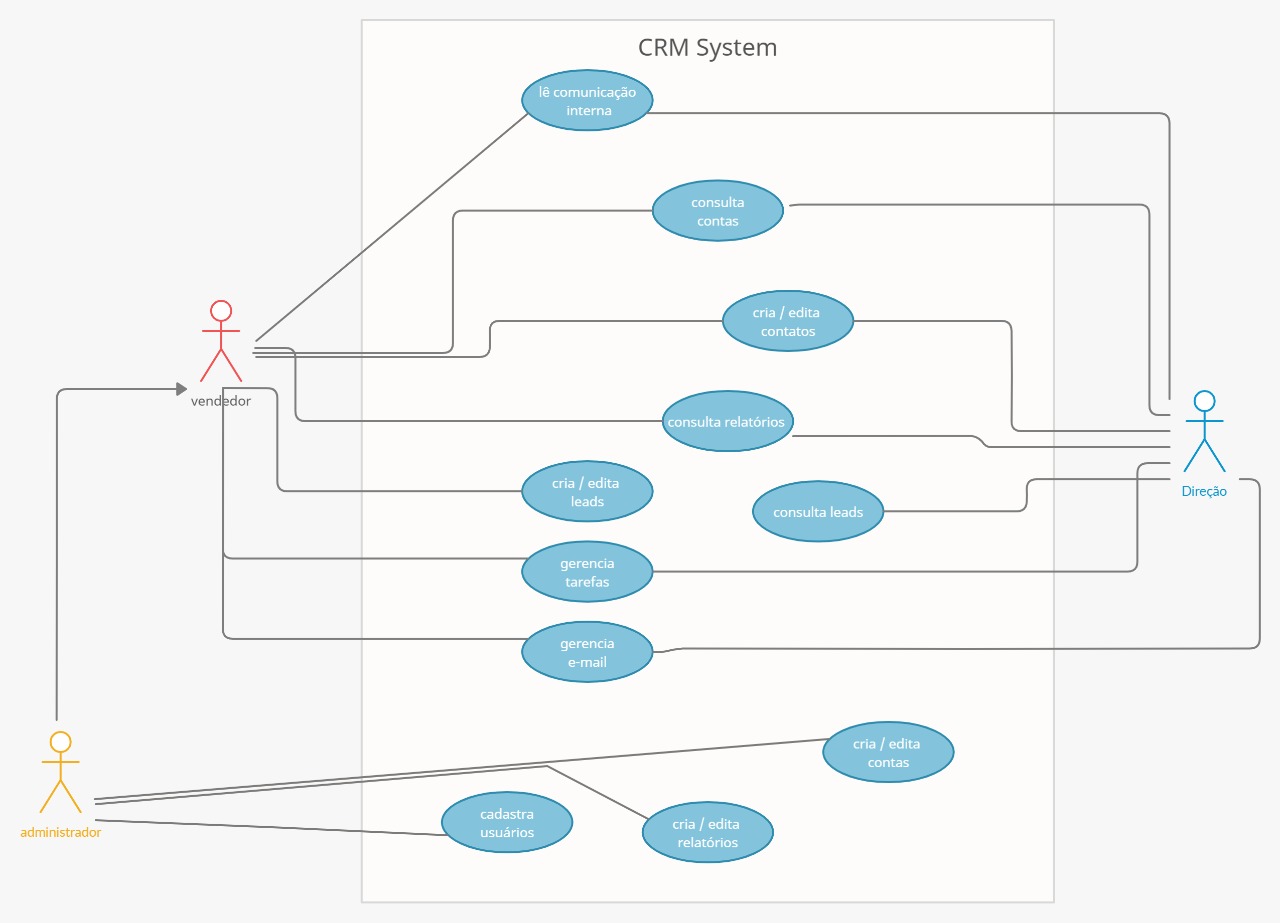 CRM System
lê comunicação
interna
consulta
contas
cria / edita
contatos
vendedor
consulta relatórios
cria / edita
leads
consulta leads
Direção
gerencia
tarefas
gerencia
e-mail
cria / edita
contas
cadastra
usuários
cria / edita
relatórios
administrador